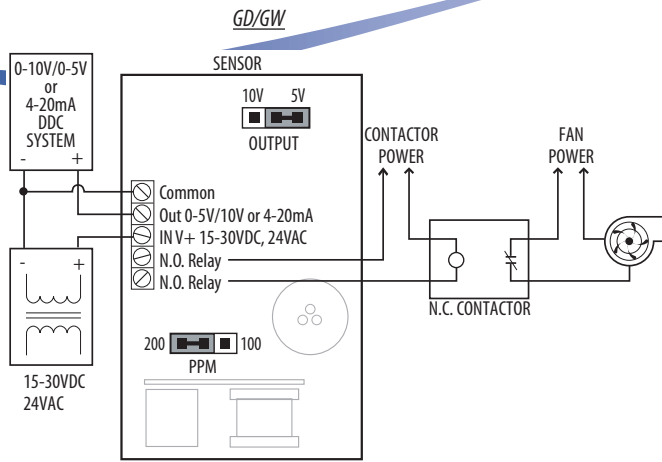 GD/GW
SENSOR
0-10V/0-5V
or
4-20mA
DDC
SYSTEM
- +
10V 5V
OUTPUT
CONTACTOR
POWER
FAN
POWER
Common
Out 0-5V/10V or 4-20mA
IN V+ 15-30VDC, 24VAC
N.O. Relay
N.O. Relay
- +
N.C. CONTACTOR
200 100
PPM
15-30VDC
24VAC